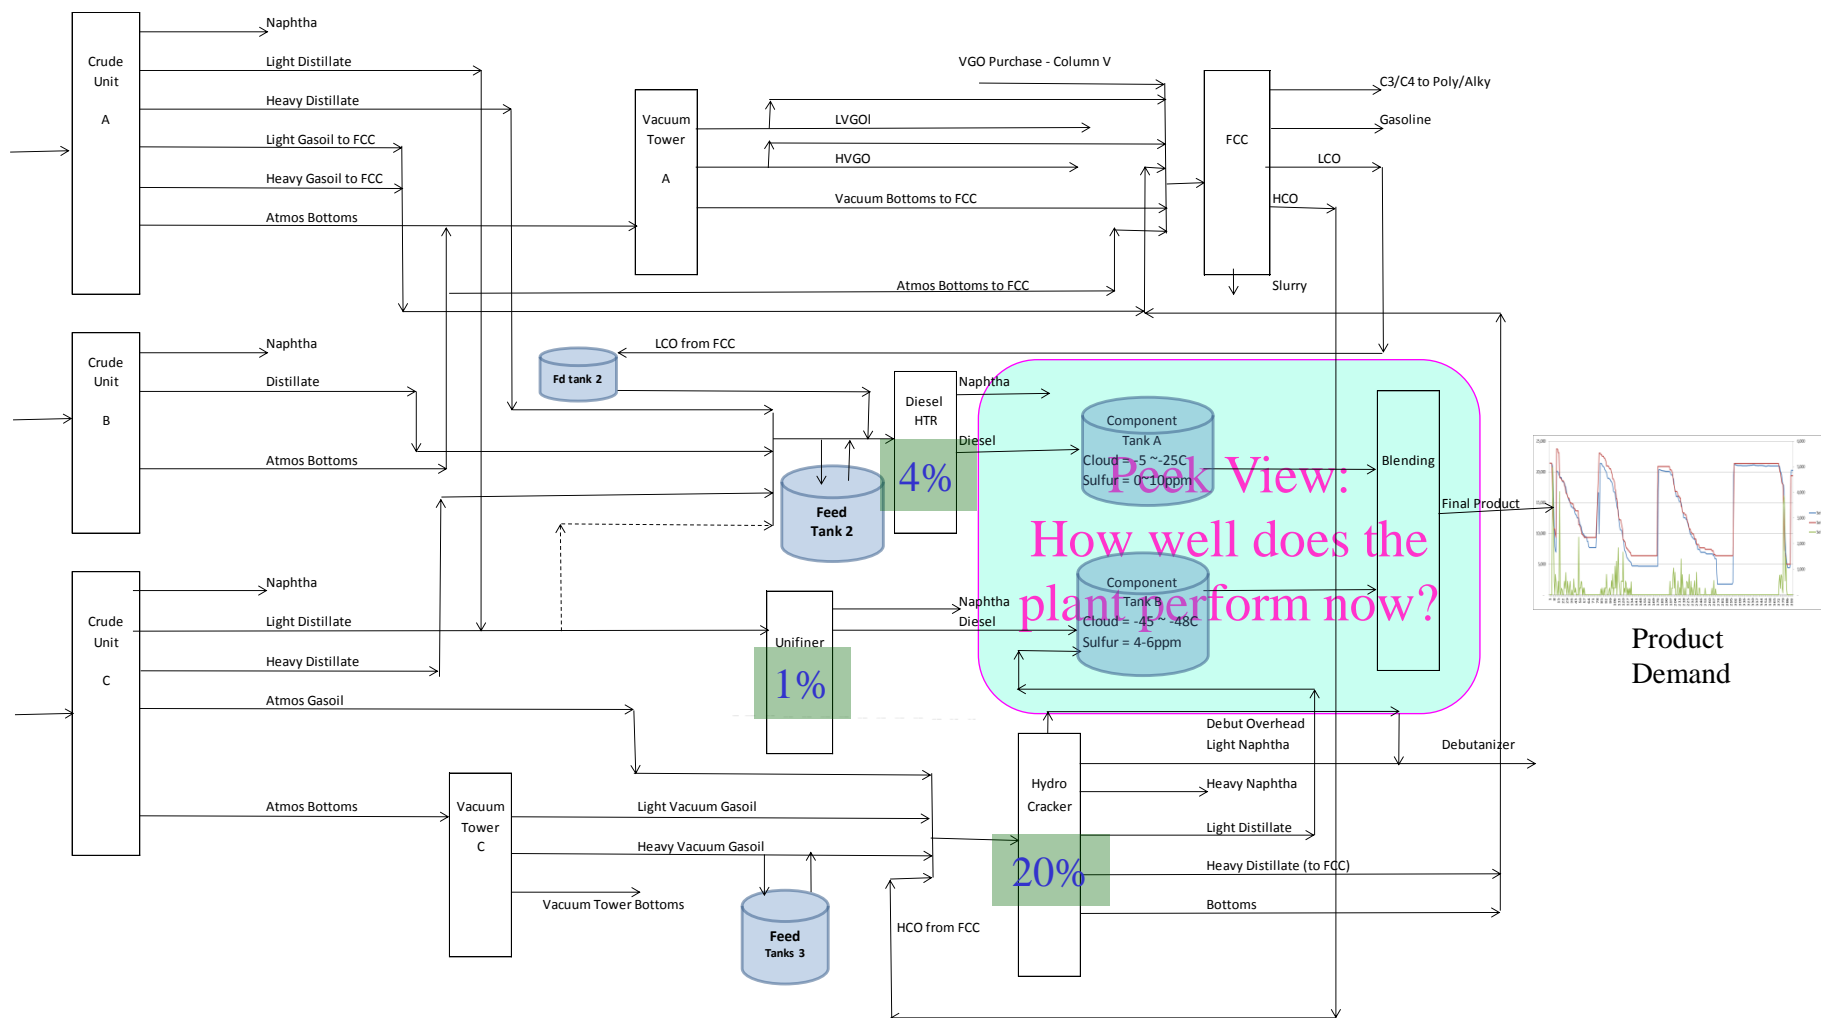 Naphtha
Crude
Unit
A
Light Distillate
Heavy Distillate
Light Gasoil to FCC
Heavy Gasoil to FCC
Atmos Bottoms
Vacuum
Tower
A
LVGOl
HVGO
Vacuum Bottoms to FCC
Atmos Bottoms to FCC
VGO Purchase - Column V
FCC
C3/C4 to Poly/Alky
Gasoline
LCO
HCO
Slurry
Crude
Unit
B
Naphtha
Distillate
Atmos Bottoms
LCO from FCC
Fd tank 2
Feed
Tank 2
Diesel
HTR
4%
Naphtha
Diesel
Component
Tank A
Cloud = -5 ~-25C
Sulfur = 0~10ppm
Peek View:
How well does the
plant perform now?
Component
Tank B
Cloud = -45 ~ -48C
Sulfur = 4-6ppm
Blending
Final Product
Product
Demand
Crude
Unit
C
Naphtha
Light Distillate
Heavy Distillate
Atmos Gasoil
Atmos Bottoms
Unifiner
1%
Naphtha
Diesel
Vacuum
Tower
C
Light Vacuum Gasoil
Heavy Vacuum Gasoil
Vacuum Tower Bottoms
Feed
Tanks 3
HCO from FCC
Hydro
Cracker
20%
Debut Overhead
Light Naphtha
Debutanizer
Heavy Naphtha
Light Distillate
Heavy Distillate (to FCC)
Bottoms